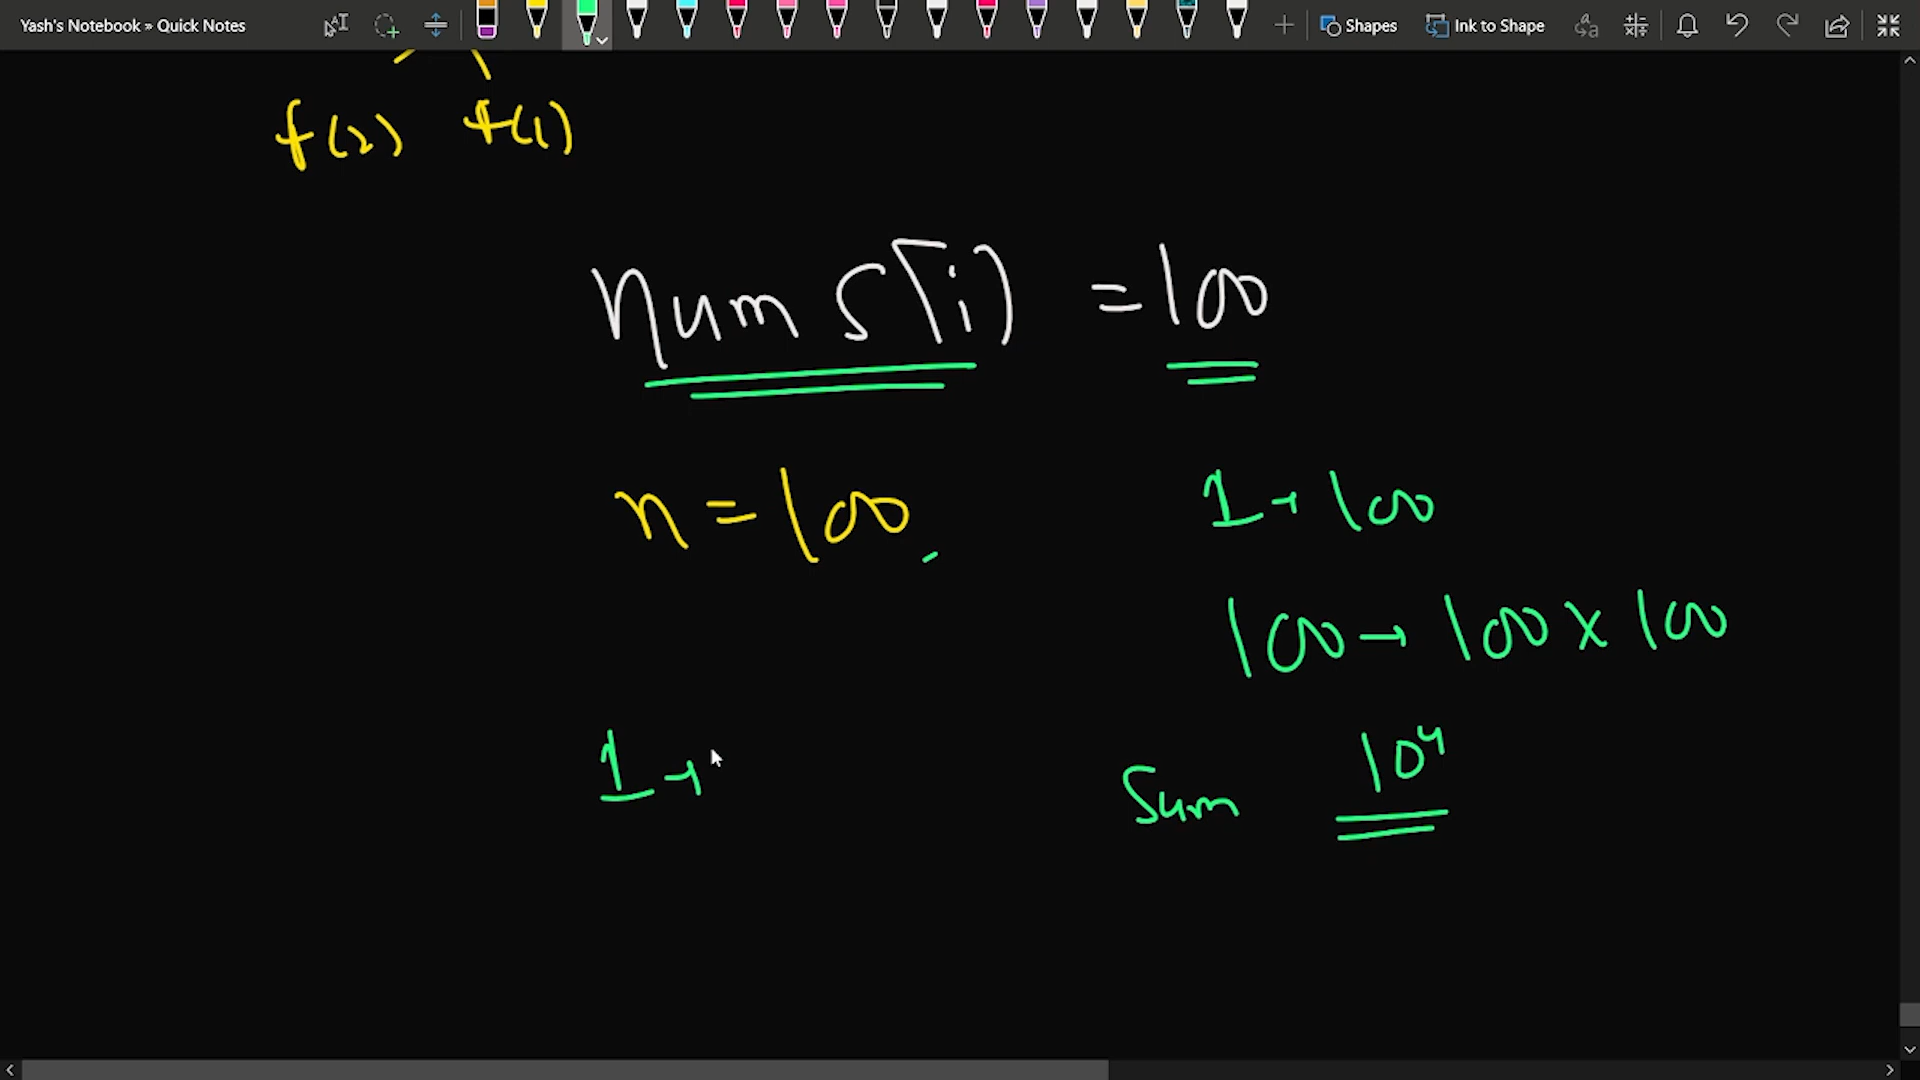 Yash's Notebook » Quick Notes
Shapes
Ink to Shape
f(2) f(1)
nums[i] = 100
n = 100
1 → 100
100 → 100 x 100
1 →
Sum 10⁴